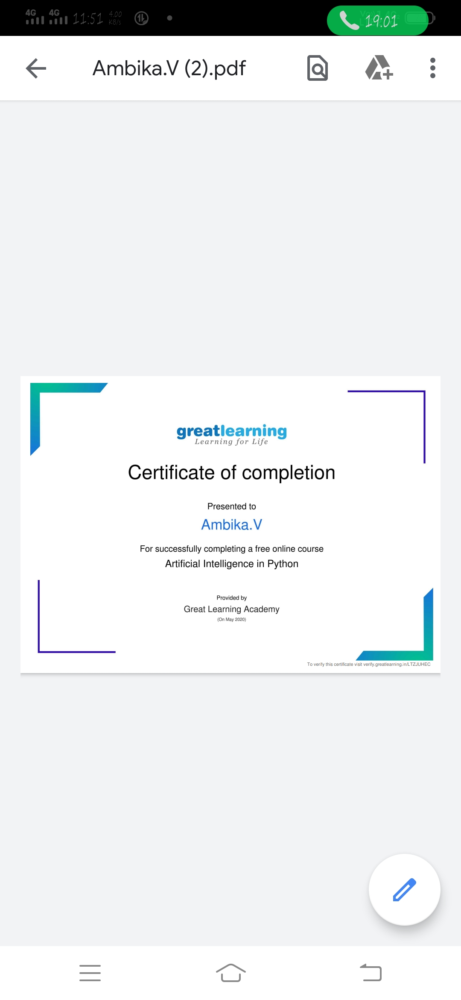 4G 4G 11:51 4.00 KB/s 19:01
Ambika.V (2).pdf
greatlearning
Learning for Life
Certificate of completion
Presented to
Ambika.V
For successfully completing a free online course
Artificial Intelligence in Python
Provided by
Great Learning Academy
(On May 2020)
To verify this certificate visit verify.greatlearning.in/LTZJUHEC